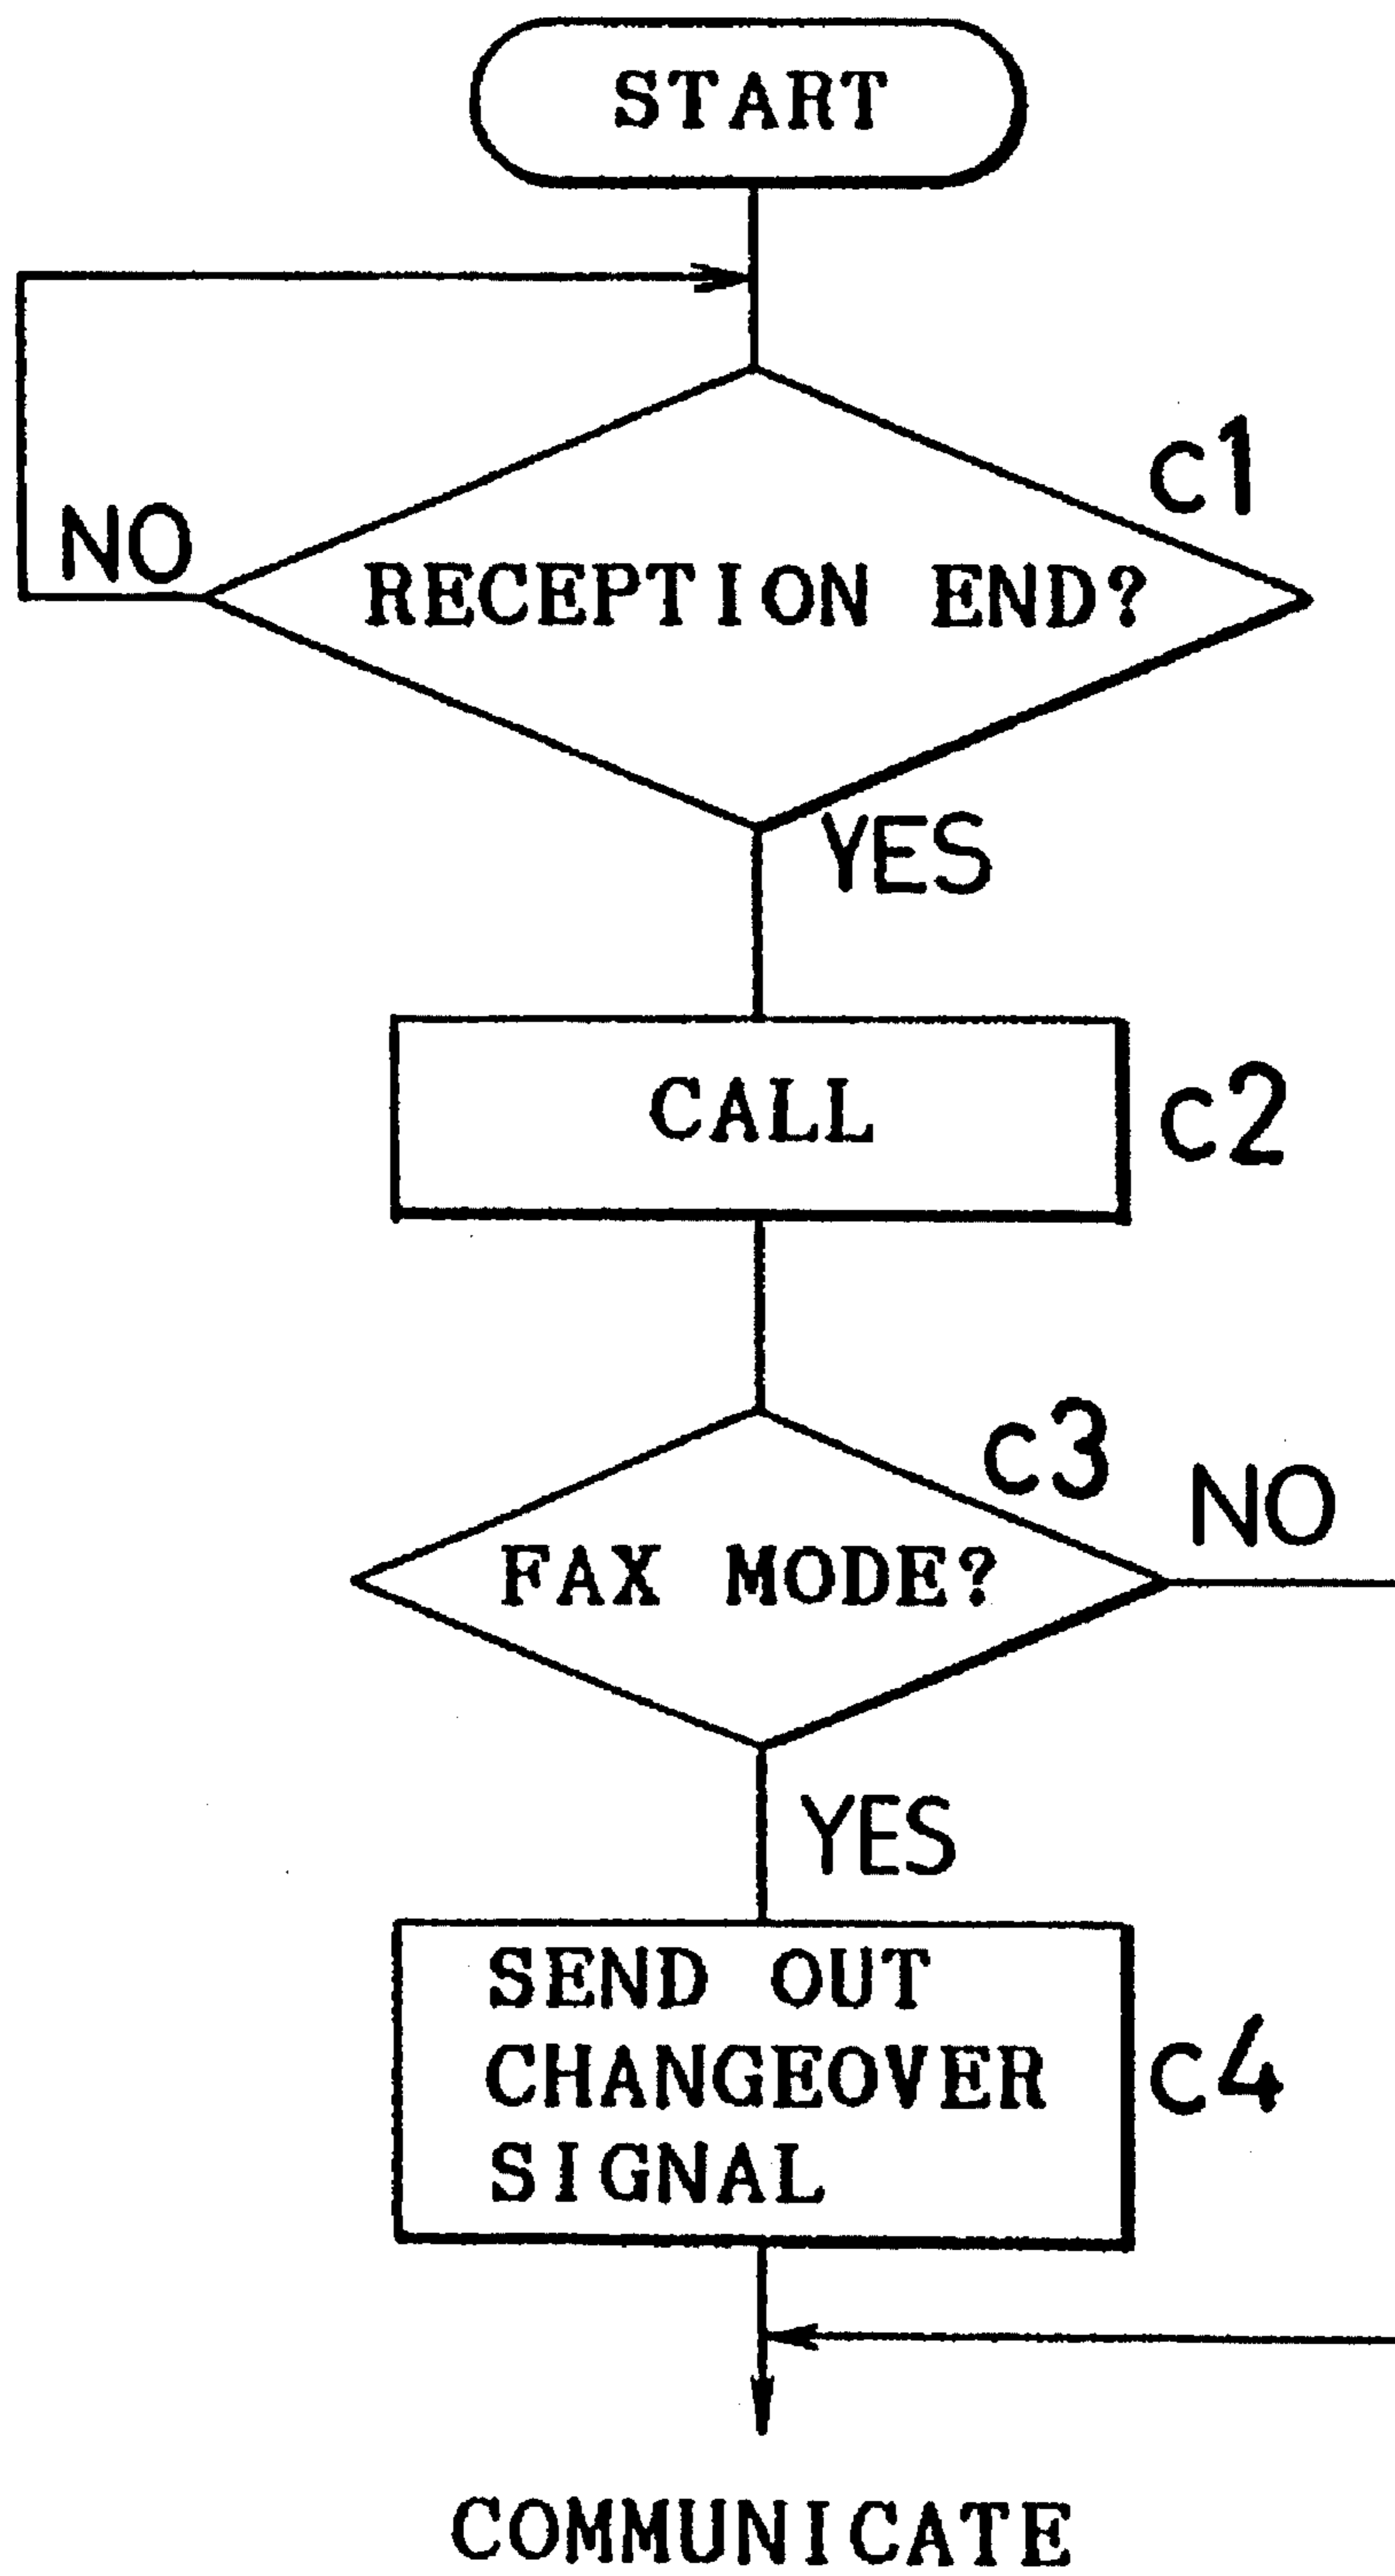 START
c1
NO
RECEPTION END?
YES
CALL
c2
c3
NO
FAX MODE?
YES
SEND OUT
CHANGEOVER
SIGNAL
c4
COMMUNICATE